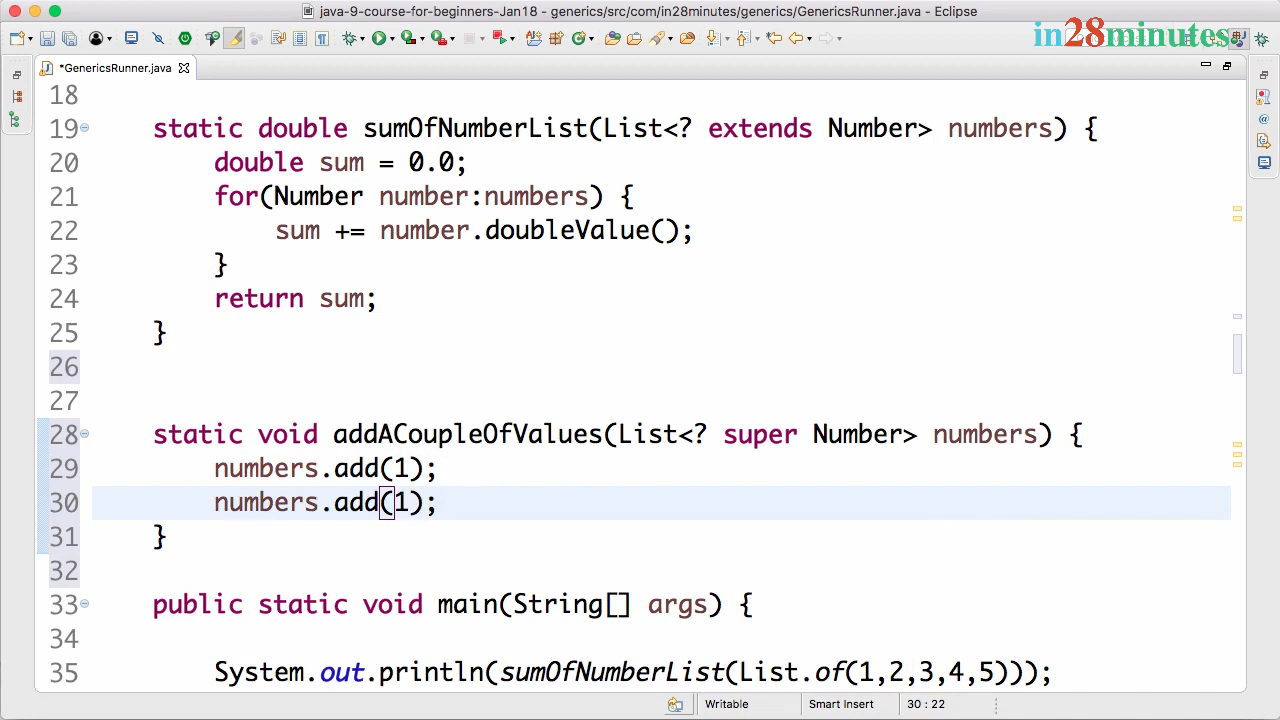 java-9-course-for-beginners-Jan18 - generics/src/com/in28minutes/generics/GenericsRunner.java - Eclipse
in28minutes
*GenericsRunner.java
18
19 static double sumOfNumberList(List<? extends Number> numbers) {
20 double sum = 0.0;
21 for(Number number:numbers) {
22 sum += number.doubleValue();
23 }
24 return sum;
25 }
26
27
28 static void addACoupleOfValues(List<? super Number> numbers) {
29 numbers.add(1);
30 numbers.add(1);
31 }
32
33 public static void main(String[] args) {
34
35 System.out.println(sumOfNumberList(List.of(1,2,3,4,5)));
Writable Smart Insert 30 : 22